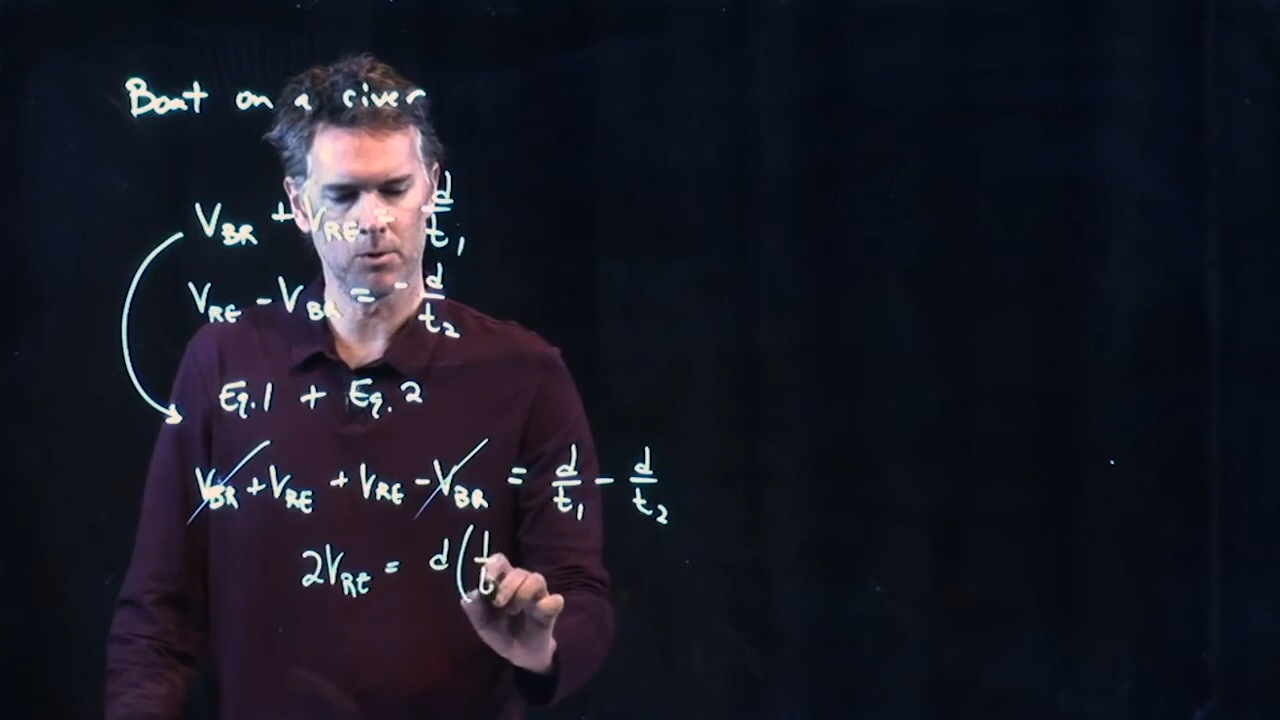 Boat on a river
V_BR + V_RE = d/t_1
V_RE - V_BR = - d/t_2
Eq.1 + Eq.2
V_BR + V_RE + V_RE - V_BR = d/t_1 - d/t_2
2V_RE = d(1/t